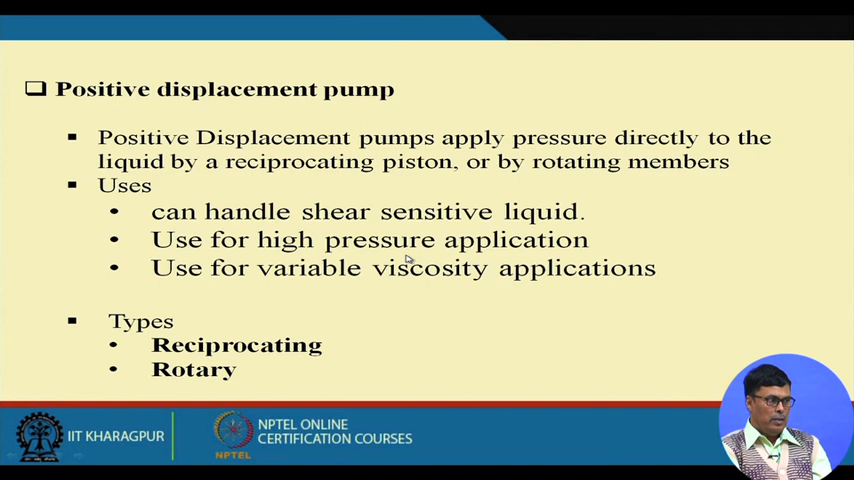 Positive displacement pump
Positive Displacement pumps apply pressure directly to the
liquid by a reciprocating piston, or by rotating members
Uses
can handle shear sensitive liquid.
Use for high pressure application
Use for variable viscosity applications
Types
Reciprocating
Rotary
IIT KHARAGPUR
NPTEL
NPTEL ONLINE
CERTIFICATION COURSES